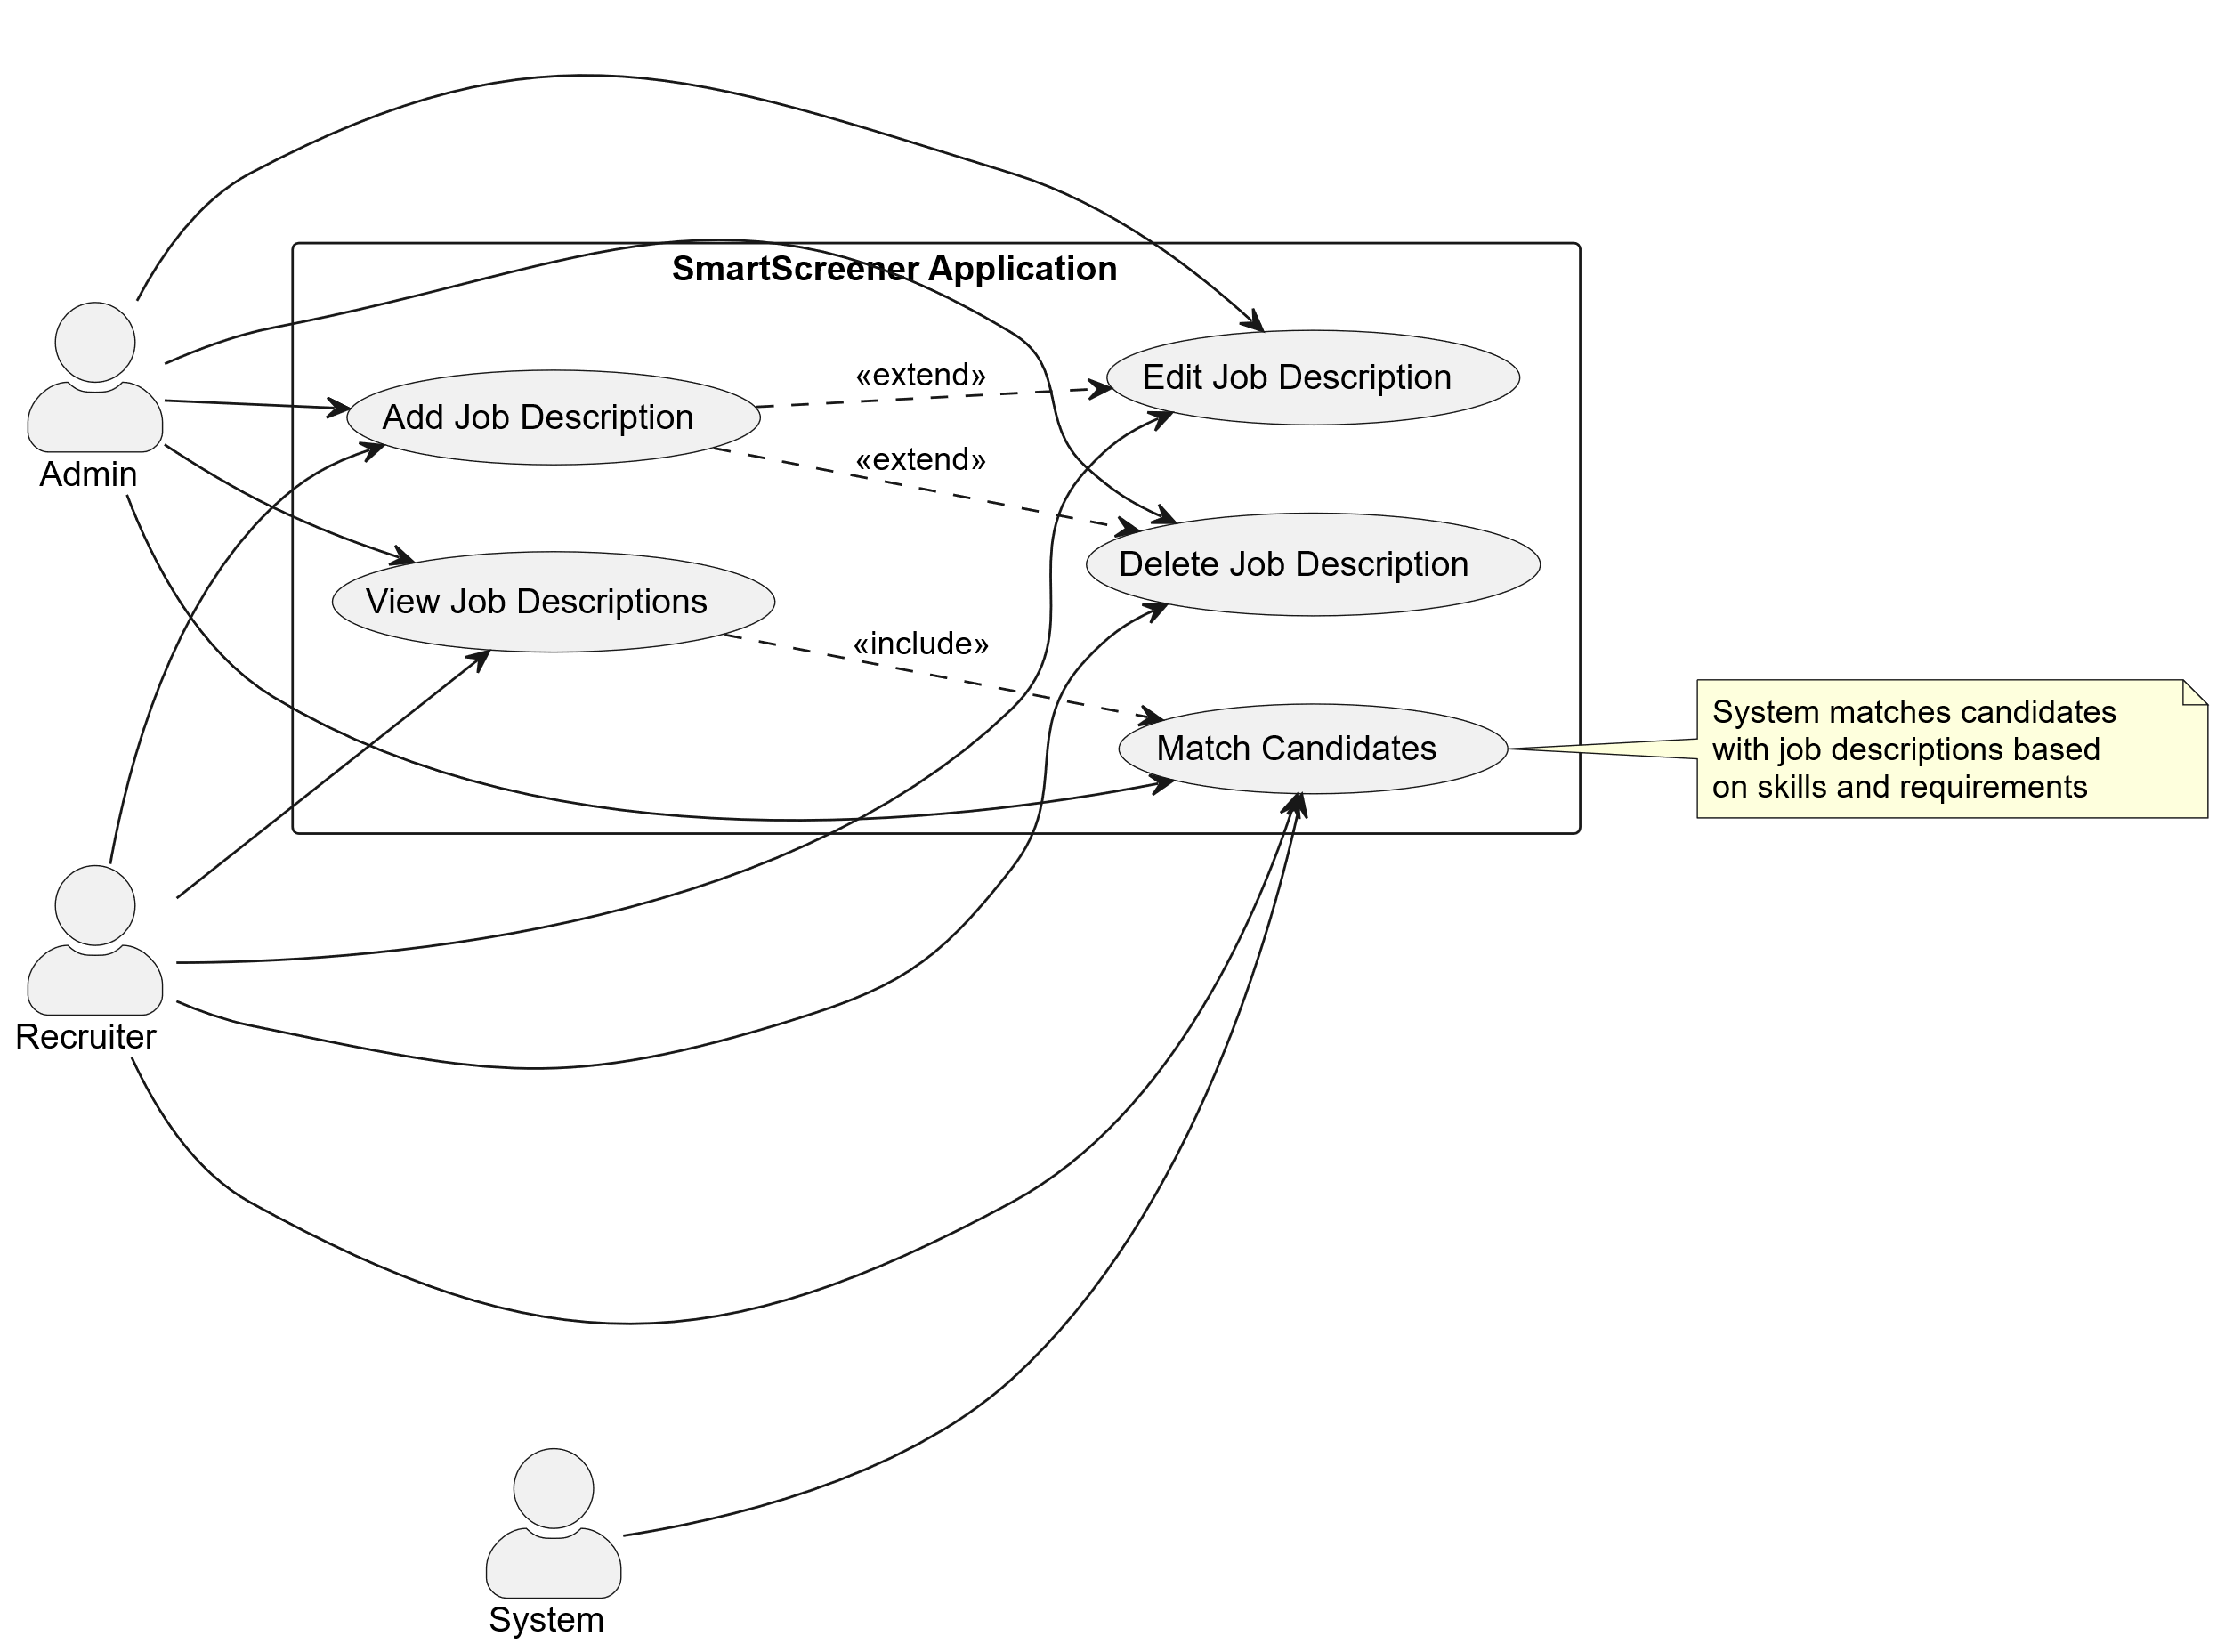 SmartScreener Application
Admin
Add Job Description
«extend»
Edit Job Description
«extend»
Delete Job Description
View Job Descriptions
«include»
Match Candidates
System matches candidates
with job descriptions based
on skills and requirements
Recruiter
System